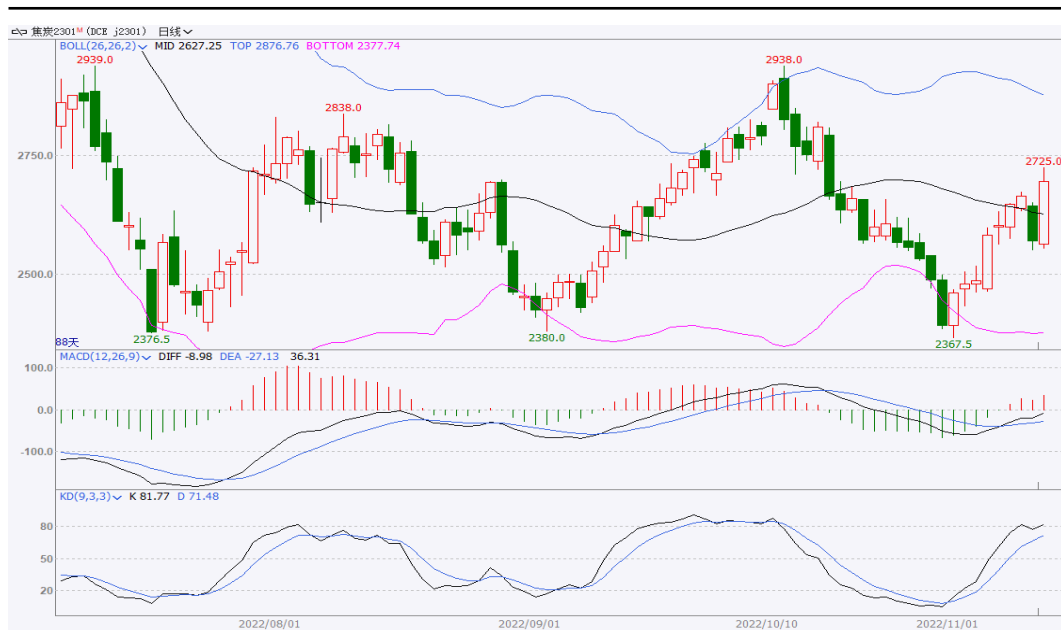 焦炭2301M (DCE j2301) 日线
BOLL(26,26,2) MID 2627.25 TOP 2876.76 BOTTOM 2377.74
2939.0
2938.0
2838.0
2750.0
2725.0
2500.0
2376.5
2380.0
2367.5
88天
MACD(12,26,9) DIFF -8.98 DEA -27.13 36.31
100.0
0.0
-100.0
KD(9,3,3) K 81.77 D 71.48
80
50
20
2022/08/01 2022/09/01 2022/10/10 2022/11/01